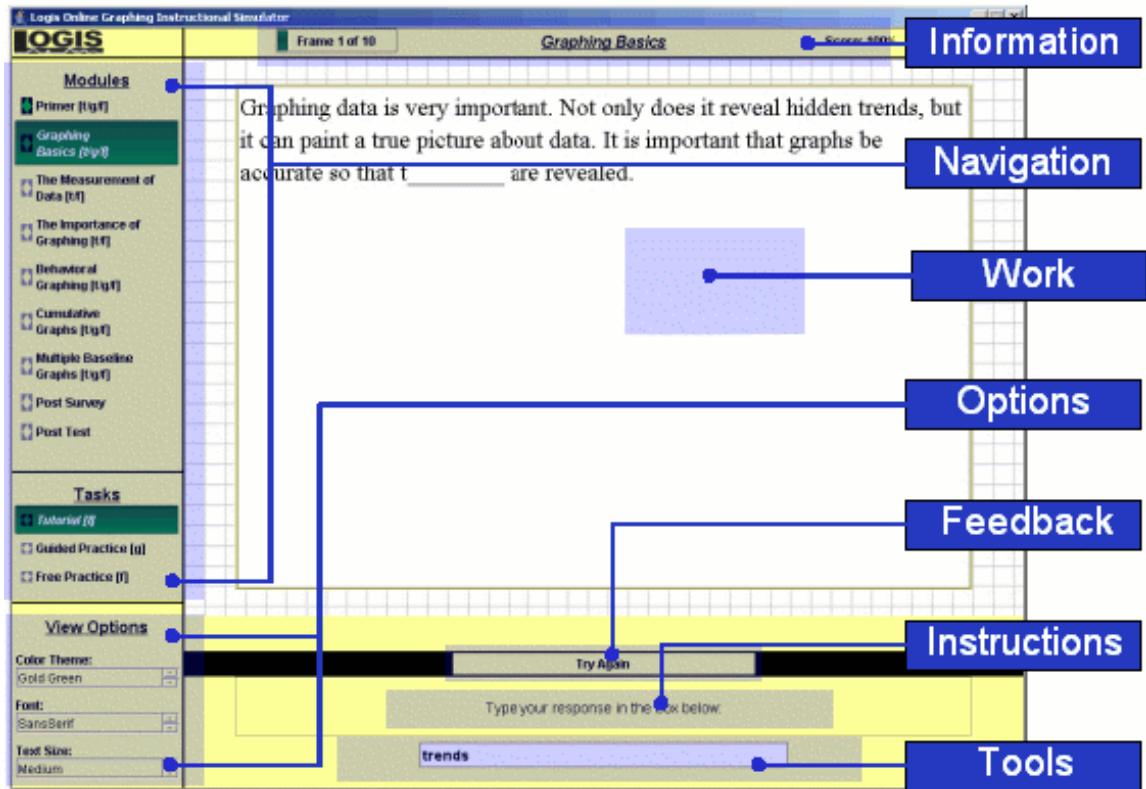 Logis Online Graphing Instructional Simulator
LOGIS
Frame 1 of 10
Graphing Basics
Score: 100%
Information
Modules
Primer [t/g/f]
Graphing
Basics [t/g/f]
The Measurement of
Data [t/f]
The Importance of
Graphing [t/f]
Behavioral
Graphing [t/g/f]
Cumulative
Graphs [t/g/f]
Multiple Baseline
Graphs [t/g/f]
Post Survey
Post Test
Tasks
Tutorial [t]
Guided Practice [g]
Free Practice [f]
View Options
Color Theme:
Gold Green
Font:
SansSerif
Text Size:
Medium
Graphing data is very important. Not only does it reveal hidden trends, but
it can paint a true picture about data. It is important that graphs be
accurate so that t_________ are revealed.
Navigation
Work
Options
Feedback
Try Again
Instructions
Type your response in the box below.
trends
Tools